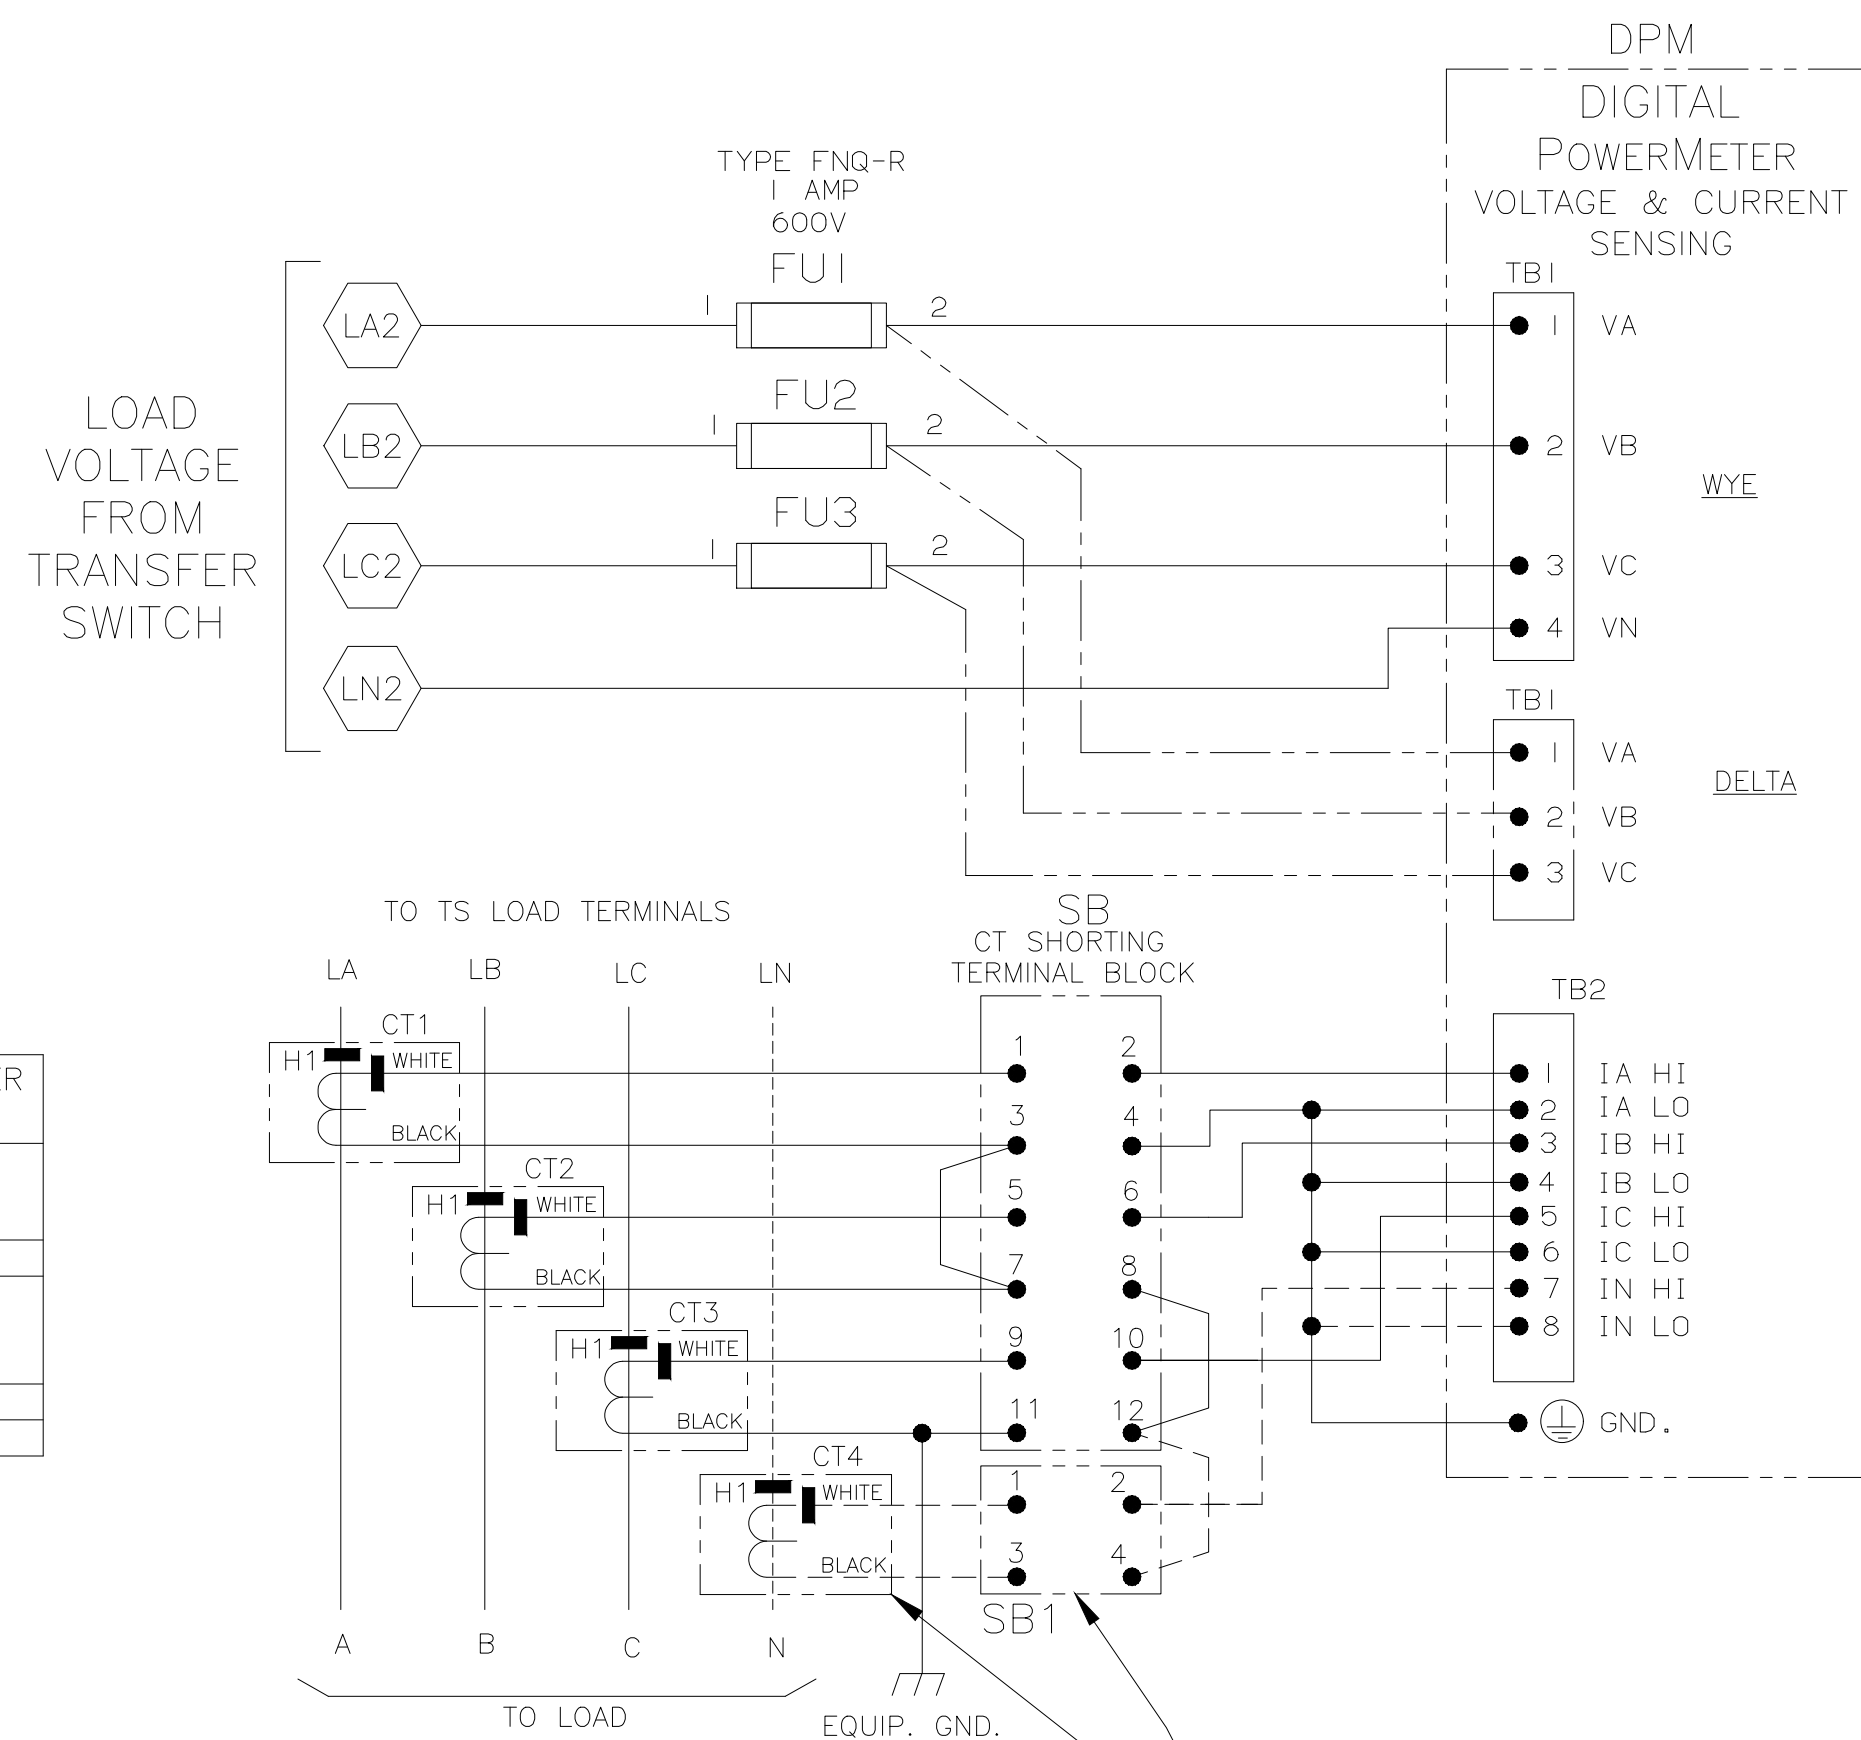 DPM
DIGITAL
POWERMETER
VOLTAGE & CURRENT
SENSING
TYPE FNQ-R
1 AMP
600V
FU1
TB1
LA2
1
2
1 VA
LOAD
VOLTAGE
FROM
TRANSFER
SWITCH
FU2
LB2
1
2
2 VB
WYE
FU3
LC2
1
2
3 VC
4 VN
LN2
TB1
1 VA
DELTA
2 VB
3 VC
TO TS LOAD TERMINALS
SB
CT SHORTING
TERMINAL BLOCK
LA LB LC LN
TB2
CT1
H1 WHITE
BLACK
1 2
3 4
1 IA HI
2 IA LO
3 IB HI
4 IB LO
5 IC HI
6 IC LO
7 IN HI
8 IN LO
GND.
ER
CT2
H1 WHITE
BLACK
5 6
7 8
CT3
H1 WHITE
BLACK
9 10
11 12
CT4
H1 WHITE
BLACK
1 2
3 4
SB1
A B C N
TO LOAD
EQUIP. GND.